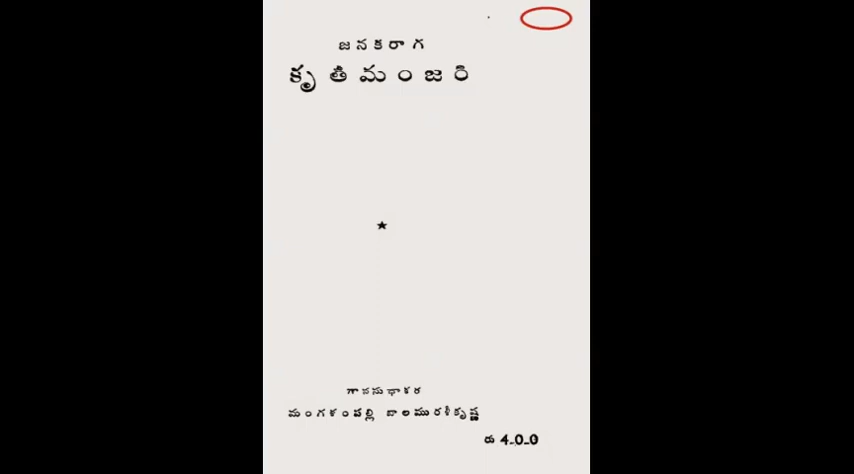 జనకరాగ
కృతిమంజరి
★
గానసుధాకర
మంగళంపల్లి బాలమురళీకృష్ణ
రు 4-0-0